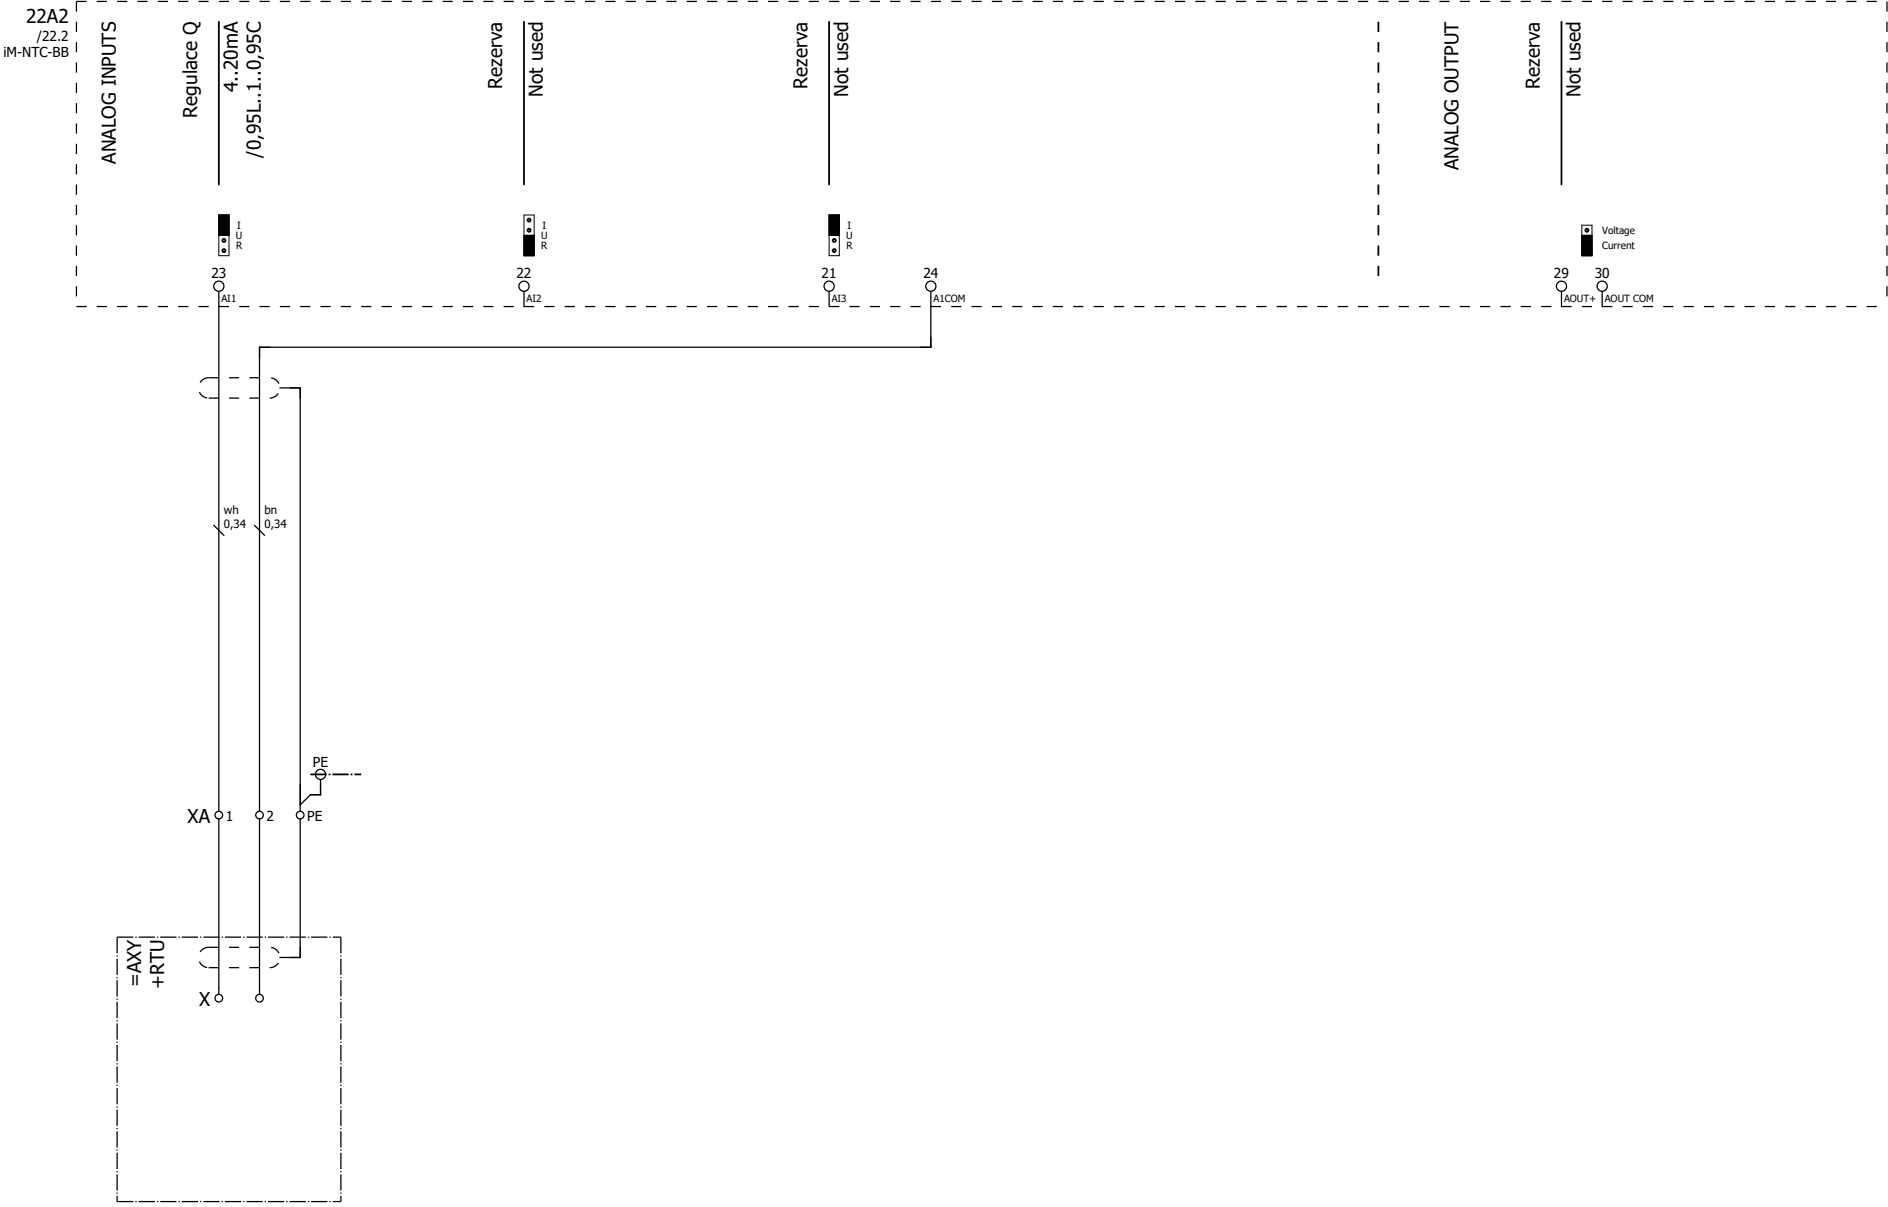 22A2
/22.2
iM-NTC-BB
ANALOG INPUTS
Regulace Q
4..20mA
/0,95L..1..0,95C
Rezerva
Not used
Rezerva
Not used
ANALOG OUTPUT
Rezerva
Not used
I
U
R
I
U
R
I
U
R
Voltage
Current
23
AI1
22
AI2
21
AI3
24
A1COM
29
AOUT+
30
AOUT COM
wh
0,34
bn
0,34
PE
XA
1
2
PE
=AXY
+RTU
X